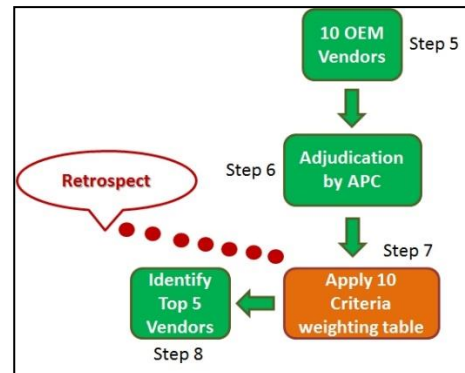 10 OEM
Vendors
Step 5
Step 6
Adjudication
by APC
Retrospect
Step 7
Identify
Top 5
Vendors
Apply 10
Criteria
weighting table
Step 8